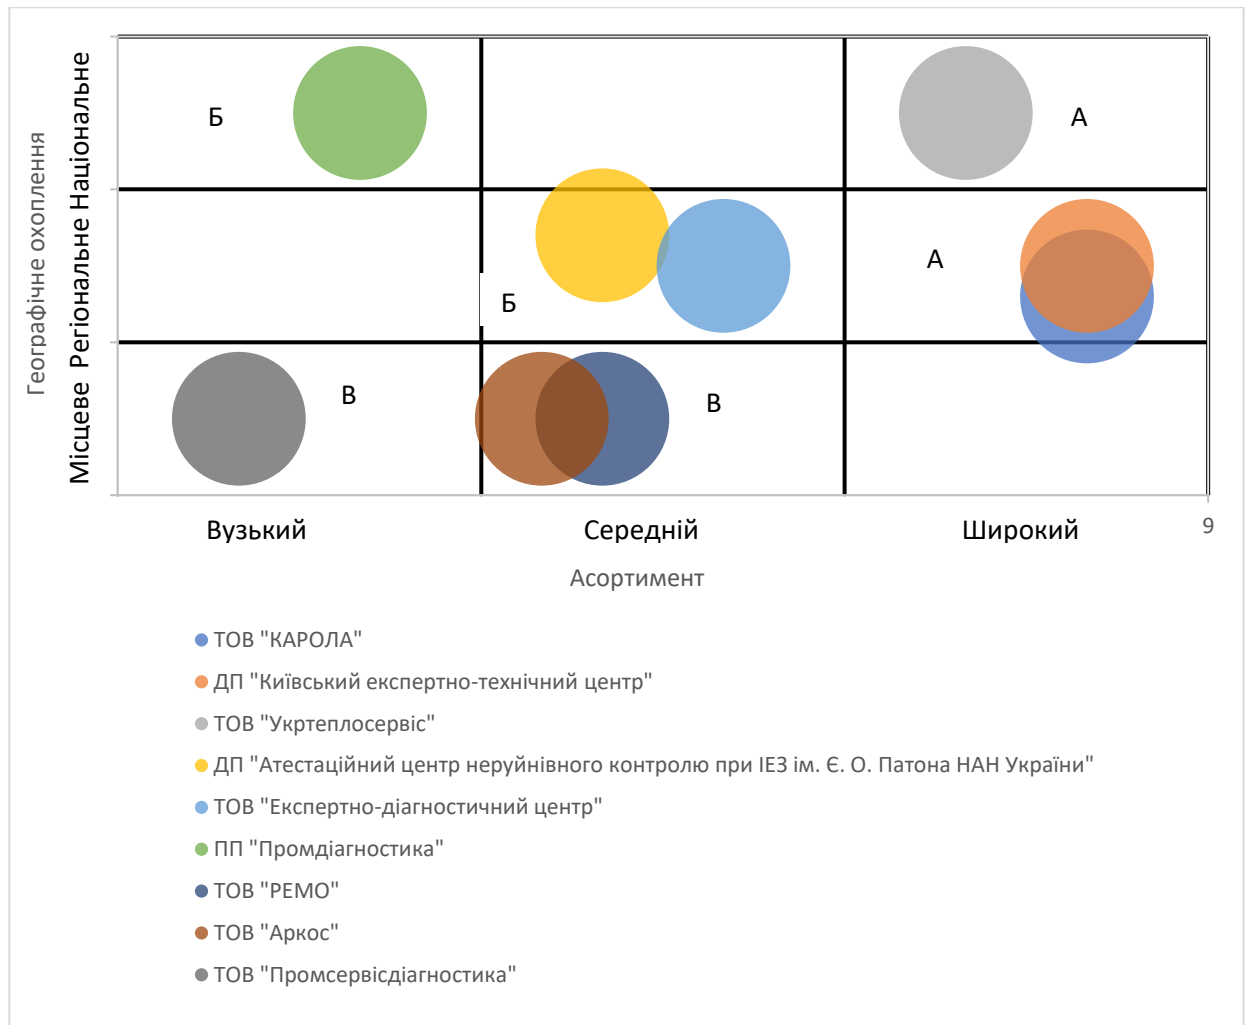 Географічне охоплення
Місцеве Регіональне Національне
Б
А
А
Б
В
В
Вузький
Середній
Широкий
9
Асортимент
ТОВ "КАРОЛА"
ДП "Київський експертно-технічний центр"
ТОВ "Укртеплосервіс"
ДП "Атестаційний центр неруйнівного контролю при ІЕЗ ім. Є. О. Патона НАН України"
ТОВ "Експертно-діагностичний центр"
ПП "Промдіагностика"
ТОВ "РЕМО"
ТОВ "Аркос"
ТОВ "Промсервісдіагностика"